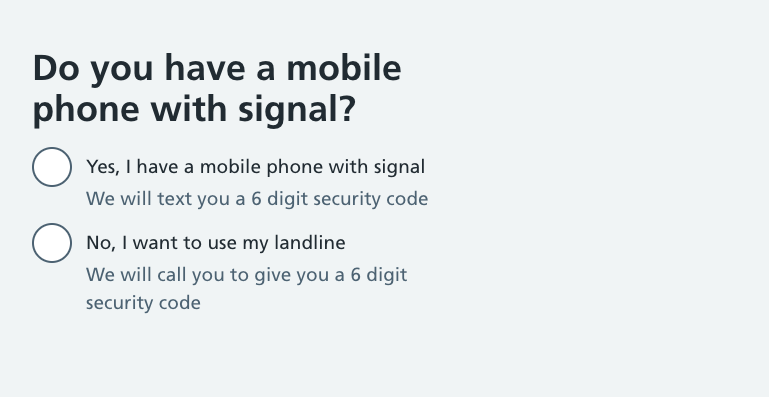 Do you have a mobile
phone with signal?
Yes, I have a mobile phone with signal
We will text you a 6 digit security code
No, I want to use my landline
We will call you to give you a 6 digit
security code